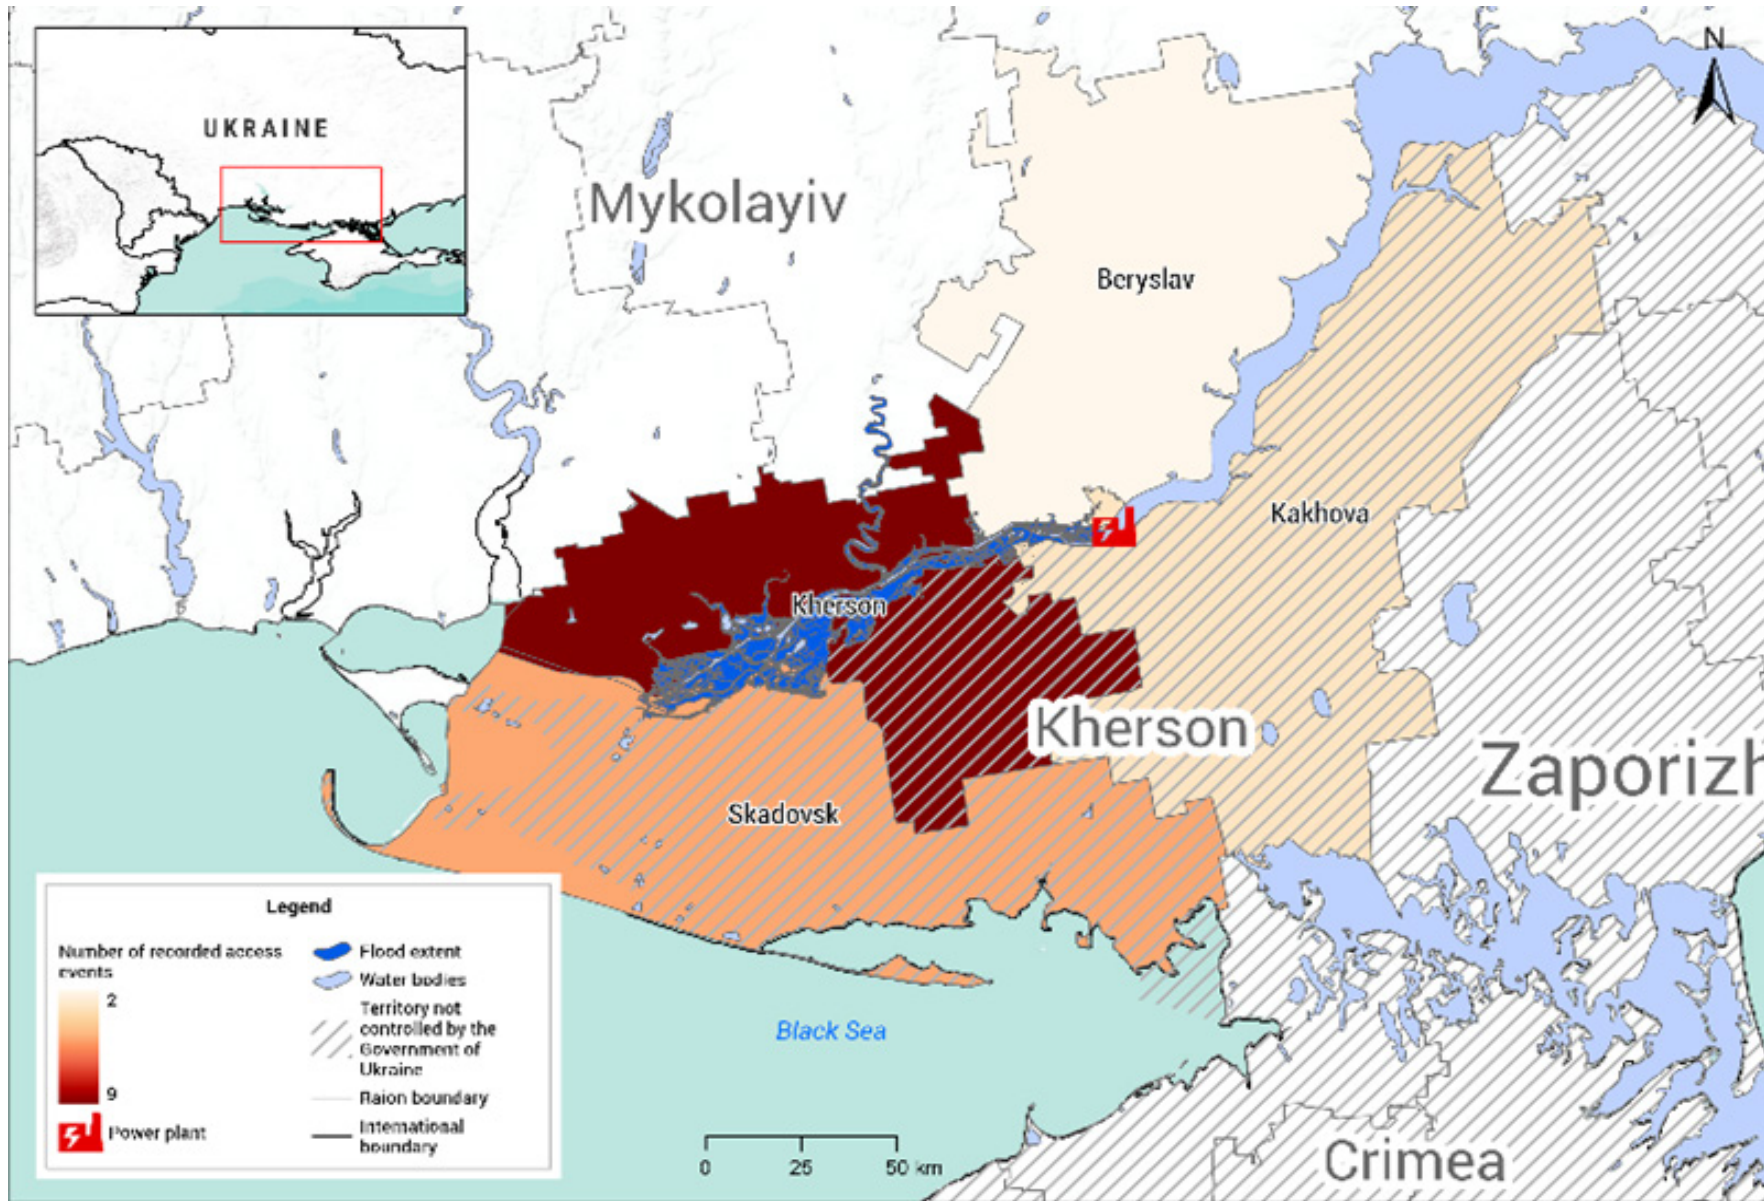 N
UKRAINE
Mykolayiv
Beryslav
Kakhova
Kherson
Kherson
Zaporizh
Skadovsk
Black Sea
Crimea
Legend
Number of recorded access
events
2
9
Power plant
Flood extent
Water bodies
Territory not
controlled by the
Government of
Ukraine
Raion boundary
International
boundary
0 25 50 km